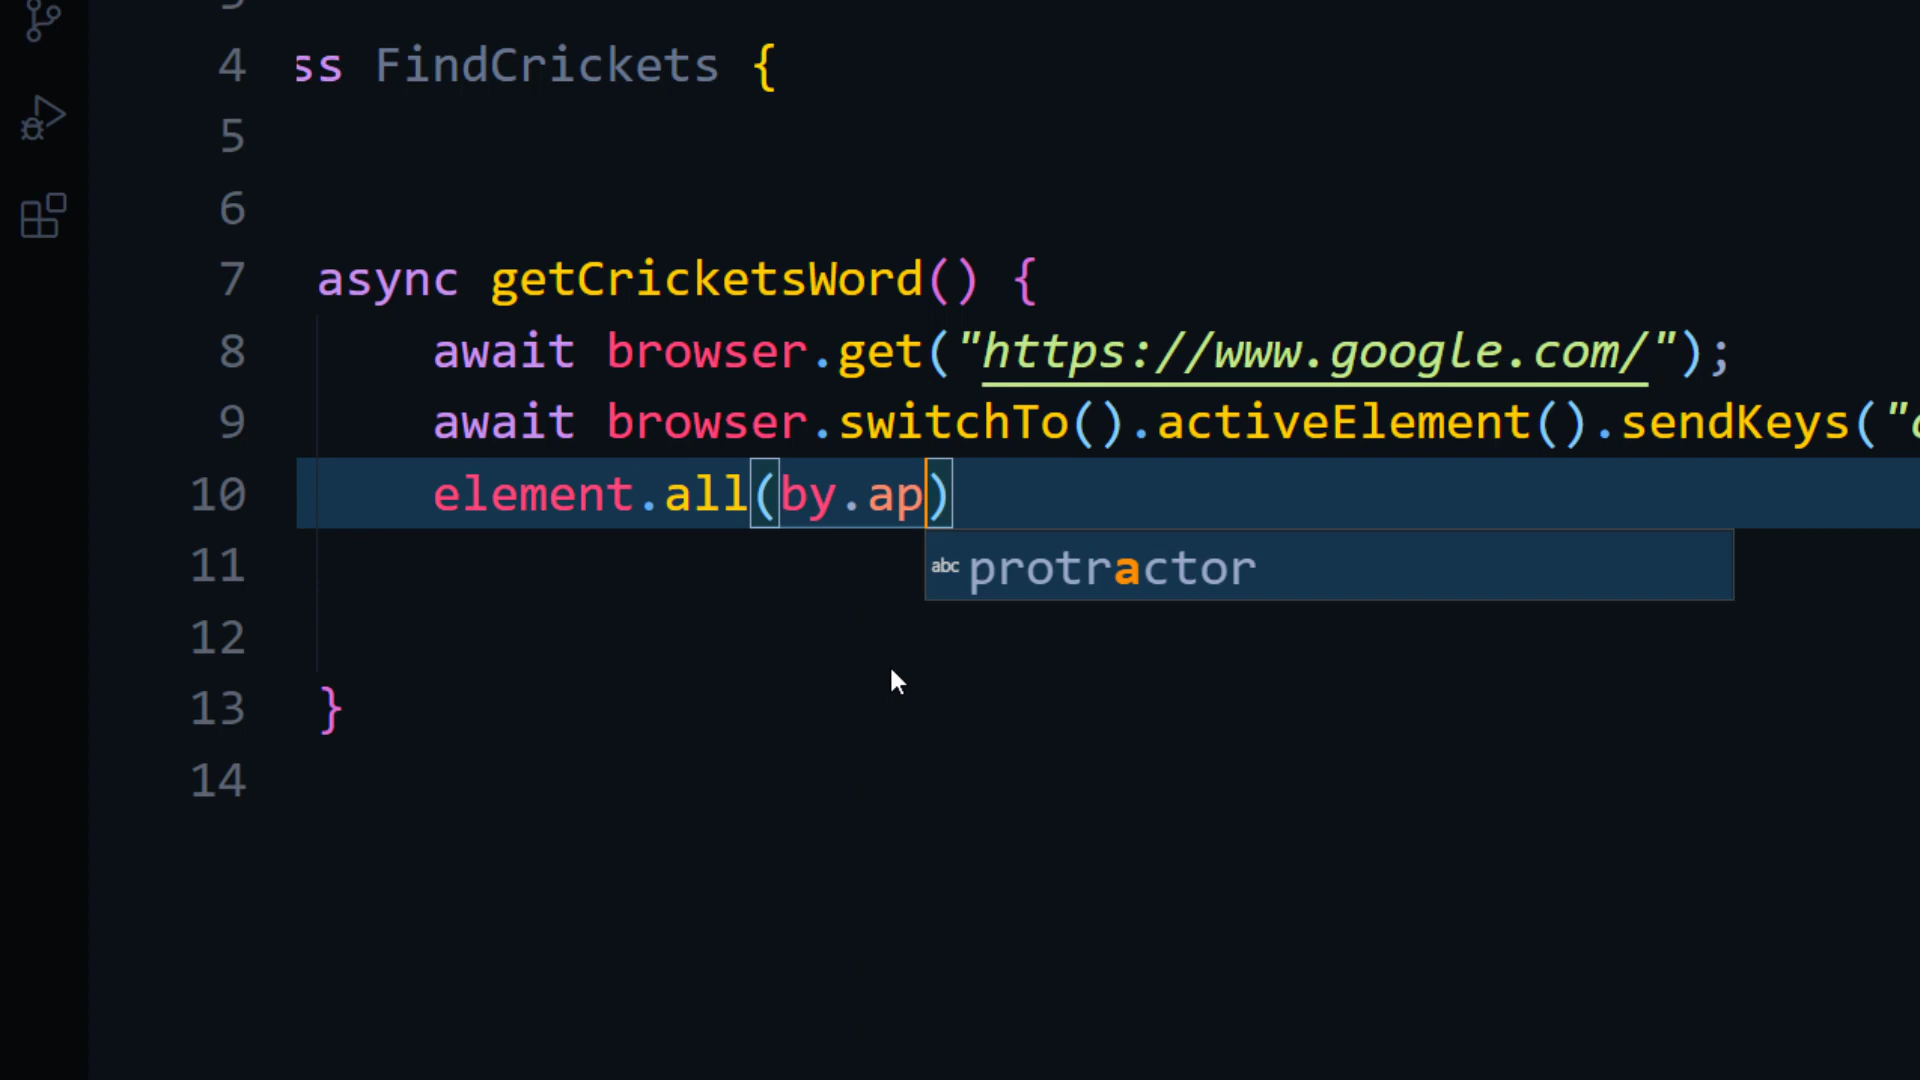 4 ss FindCrickets {
5
6
7 async getCricketsWord() {
8 await browser.get("https://www.google.com/");
9 await browser.switchTo().activeElement().sendKeys("
10 element.all(by.ap)
11 abc protractor
12
13 }
14